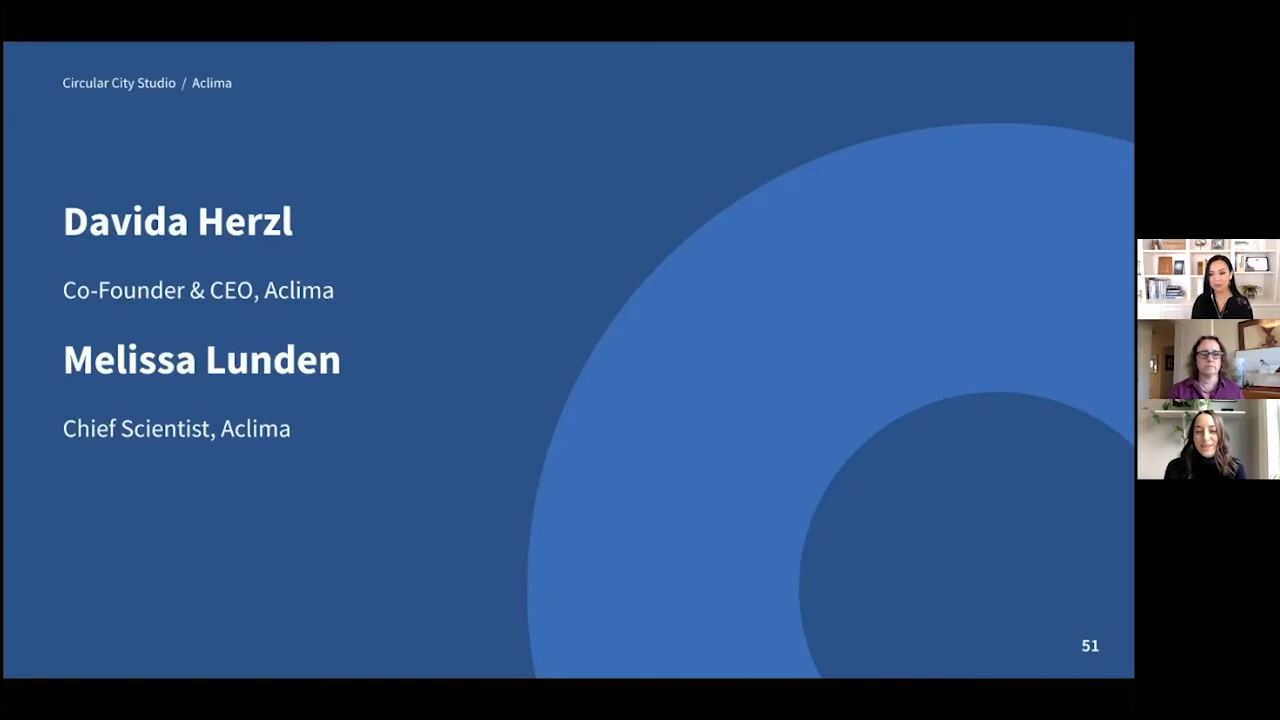 Circular City Studio / Aclima
Davida Herzl
Co-Founder & CEO, Aclima
Melissa Lunden
Chief Scientist, Aclima
51